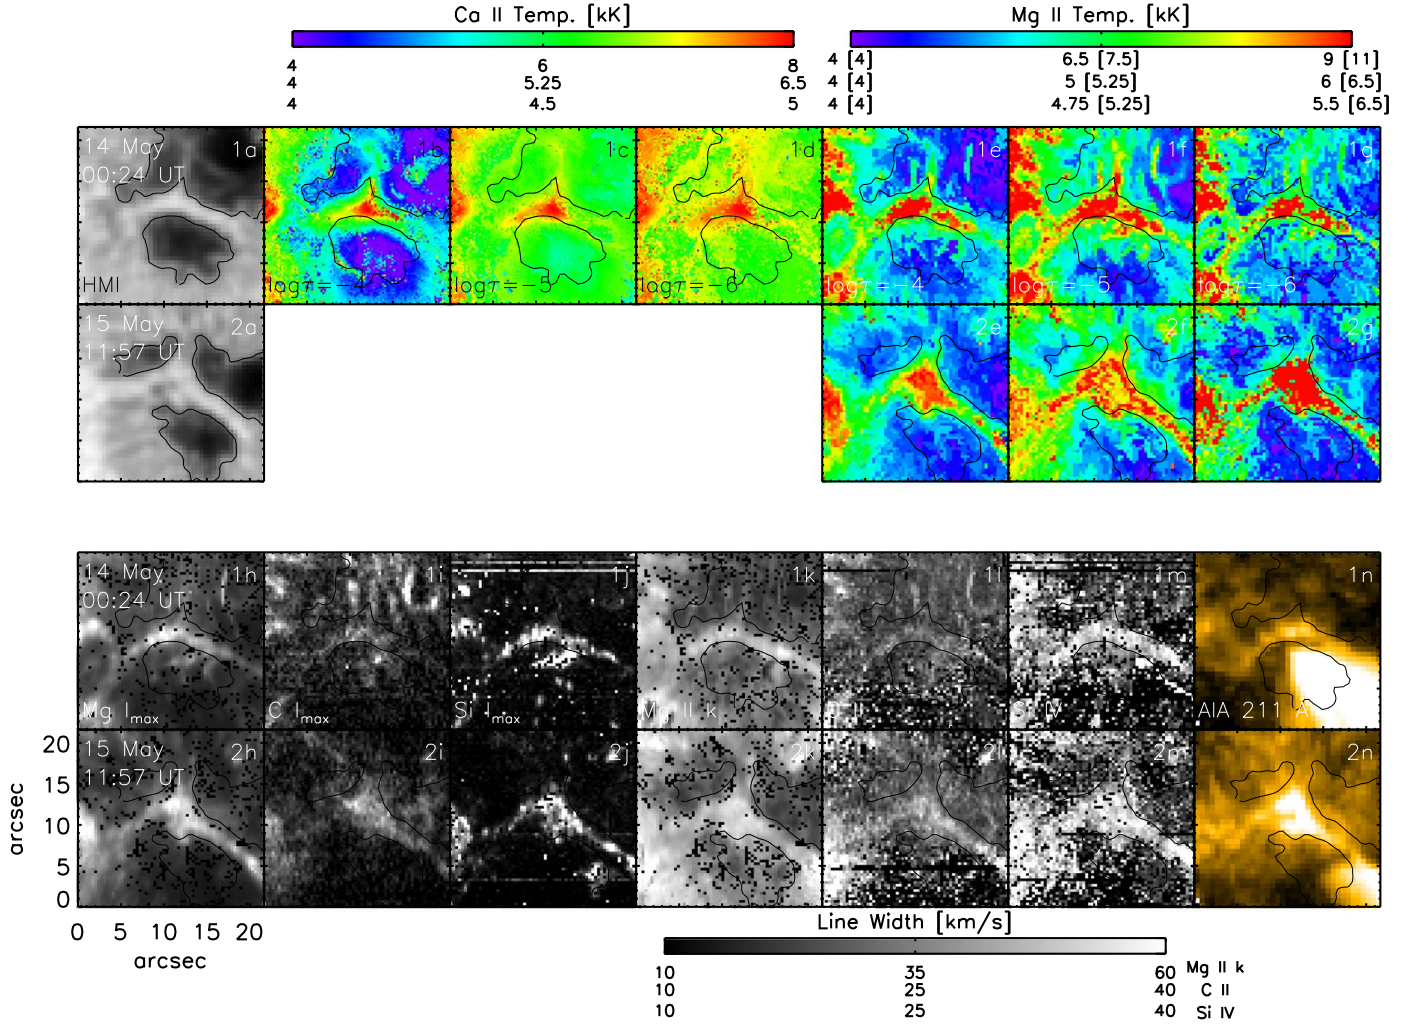 Ca II Temp. [kK]
Mg II Temp. [kK]
4 6 8
4 5.25 6.5
4 4.5 5
4 [4] 6.5 [7.5] 9 [11]
4 [4] 5 [5.25] 6 [6.5]
4 [4] 4.75 [5.25] 5.5 [6.5]
14 May
00:24 UT
1a
HMI
1b
logτ=-4
1c
logτ=-5
1d
logτ=-6
1e
logτ=-4
1f
logτ=-5
1g
logτ=-6
15 May
11:57 UT
2a
2e
2f
2g
14 May
00:24 UT
1h
Mg Imax
1i
C Imax
1j
Si Imax
1k
Mg II k
1l
II
1m
IV
1n
AIA 211
15 May
11:57 UT
2h
2i
2j
2k
2l
2m
2n
20
15
10
5
0
arcsec
0 5 10 15 20
arcsec
Line Width [km/s]
10 35 60 Mg II k
10 25 40 C II
10 25 40 Si IV